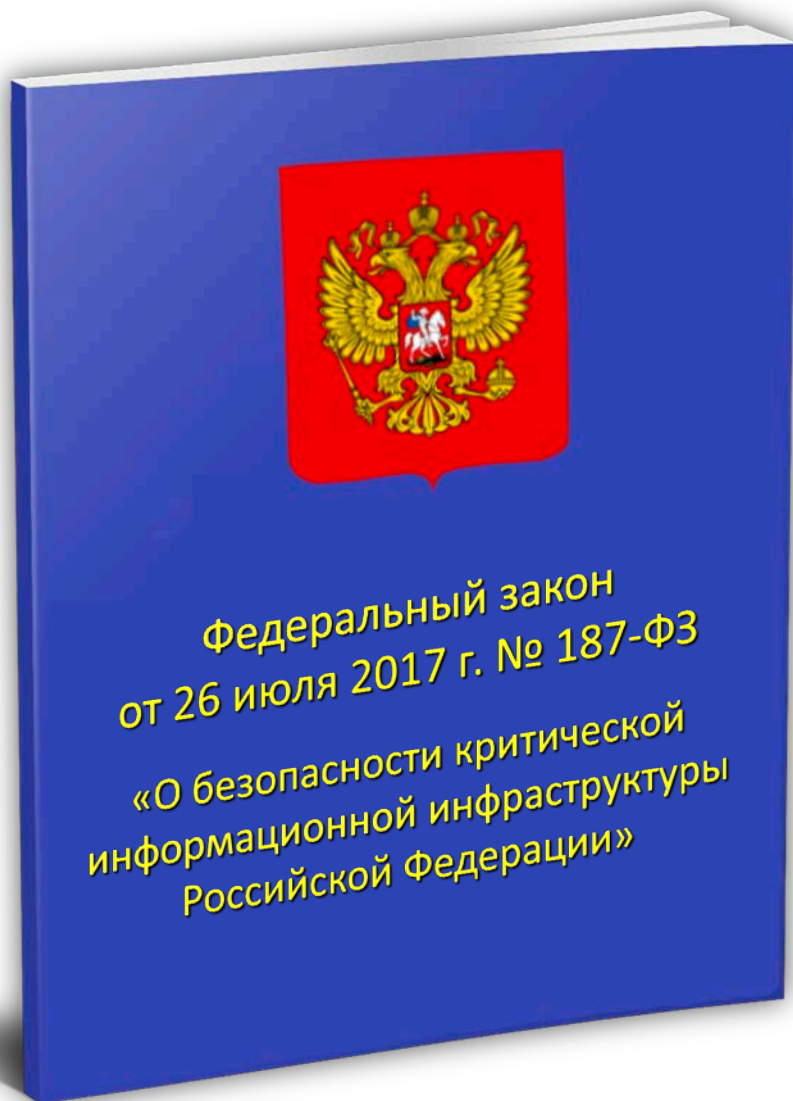 Федеральный закон
от 26 июля 2017 г. № 187-ФЗ
«О безопасности критической
информационной инфраструктуры
Российской Федерации»